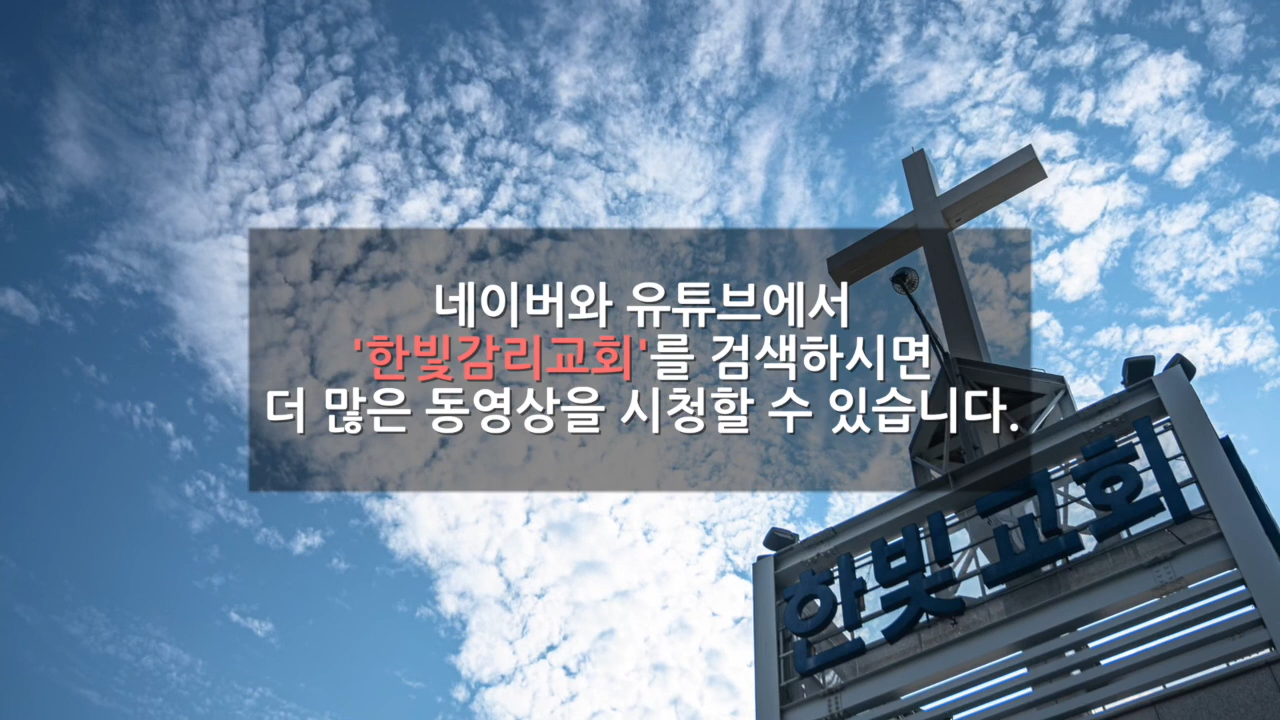 네이버와 유튜브에서
'한빛감리교회'를 검색하시면
더 많은 동영상을 시청할 수 있습니다.
한빛교회